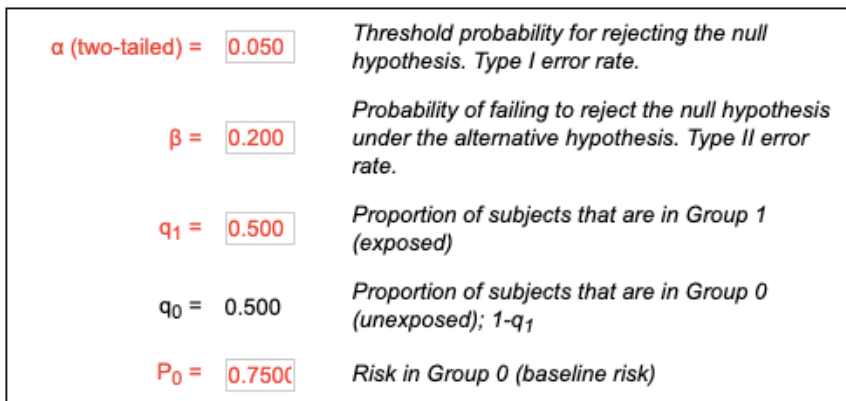 α (two-tailed) = 0.050 Threshold probability for rejecting the null
hypothesis. Type I error rate.
β = 0.200 Probability of failing to reject the null hypothesis
under the alternative hypothesis. Type II error
rate.
q₁ = 0.500 Proportion of subjects that are in Group 1
(exposed)
q₀ = 0.500 Proportion of subjects that are in Group 0
(unexposed); 1-q₁
P₀ = 0.750 Risk in Group 0 (baseline risk)